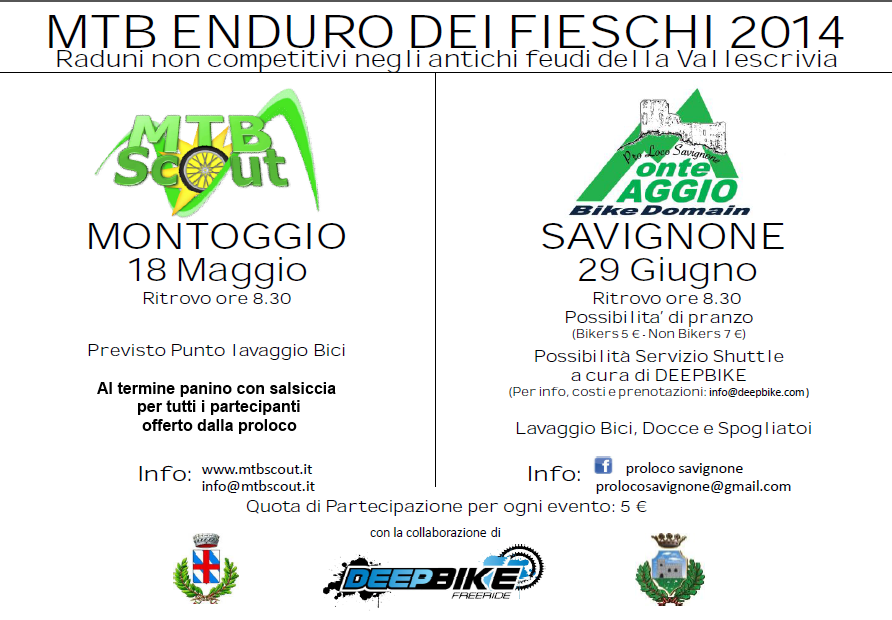 MTB ENDURO DEI FIESCHI 2014
Raduni non competitivi negli antichi feudi della Vallescrivia
MTB
Scout
MONTOGGIO
18 Maggio
Ritrovo ore 8.30
Previsto Punto lavaggio Bici
Al termine panino con salsiccia
per tutti i partecipanti
offerto dalla proloco
Info: www.mtbscout.it
info@mtbscout.it
Pro Loco Savignone
onte
AGGIO
Bike Domain
SAVIGNONE
29 Giugno
Ritrovo ore 8.30
Possibilita' di pranzo
(Bikers 5 € - Non Bikers 7 €)
Possibilità Servizio Shuttle
a cura di DEEPBIKE
(Per info, costi e prenotazioni: info@deepbike.com)
Lavaggio Bici, Docce e Spogliatoi
Info: f proloco savignone
prolocosavignone@gmail.com
Quota di Partecipazione per ogni evento: 5 €
con la collaborazione di
DEEPBIKE
FREERIDE